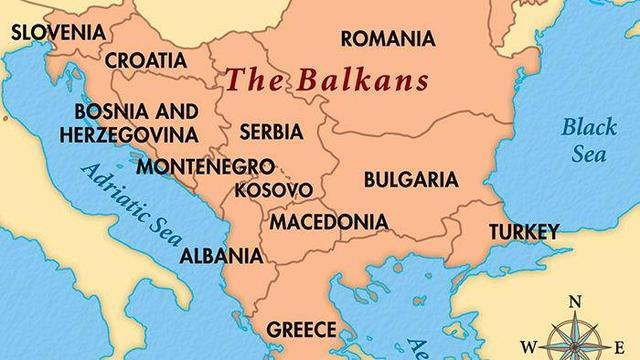 SLOVENIA
CROATIA
ROMANIA
The Balkans
BOSNIA AND
HERZEGOVINA
SERBIA
Black
Sea
MONTENEGRO
KOSOVO
BULGARIA
Adriatic Sea
MACEDONIA
ALBANIA
TURKEY
GREECE
N
W
E